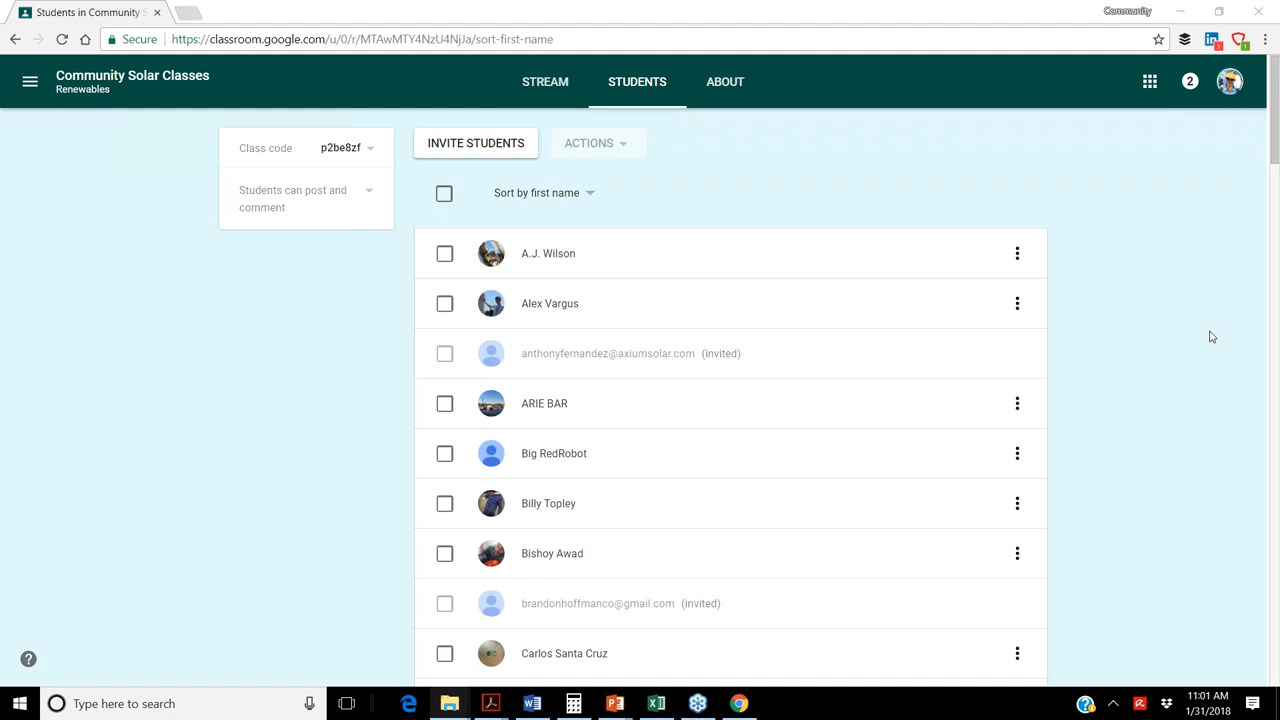 Students in Community S
Community
Secure
https://classroom.google.com/u/0/r/MTAwMTY4NzU4NjJa/sort-first-name
3
1
Community Solar Classes
Renewables
STREAM
STUDENTS
ABOUT
2
Class code
p2be8zf
Students can post and
comment
INVITE STUDENTS
ACTIONS
Sort by first name
A.J. Wilson
Alex Vargus
anthonyfernandez@axiumsolar.com (invited)
ARIE BAR
Big RedRobot
Billy Topley
Bishoy Awad
brandonhoffmanco@gmail.com (invited)
Carlos Santa Cruz
?
Type here to search
11:01 AM
1/31/2018